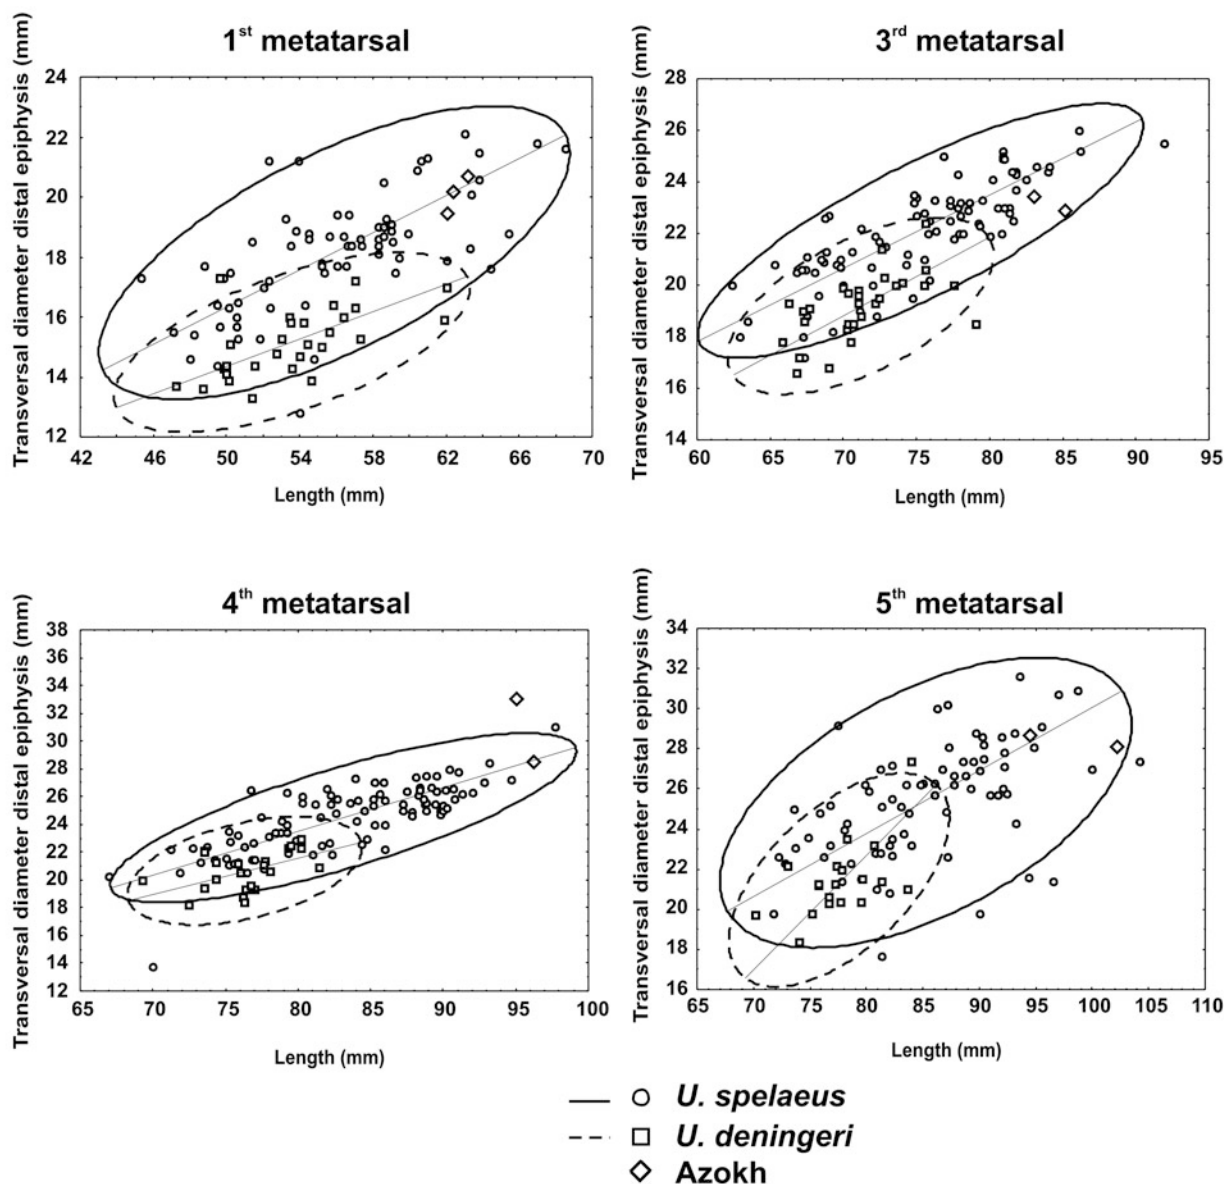 1st metatarsal
Transversal diameter distal epiphysis (mm)
24
22
20
18
16
14
12
42 46 50 54 58 62 66 70
Length (mm)
3rd metatarsal
Transversal diameter distal epiphysis (mm)
28
26
24
22
20
18
16
14
60 65 70 75 80 85 90 95
Length (mm)
4th metatarsal
Transversal diameter distal epiphysis (mm)
38
36
34
32
30
28
26
24
22
20
18
16
14
12
65 70 75 80 85 90 95 100
Length (mm)
5th metatarsal
Transversal diameter distal epiphysis (mm)
34
32
30
28
26
24
22
20
18
16
65 70 75 80 85 90 95 100 105 110
Length (mm)
U. spelaeus
U. deningeri
Azokh